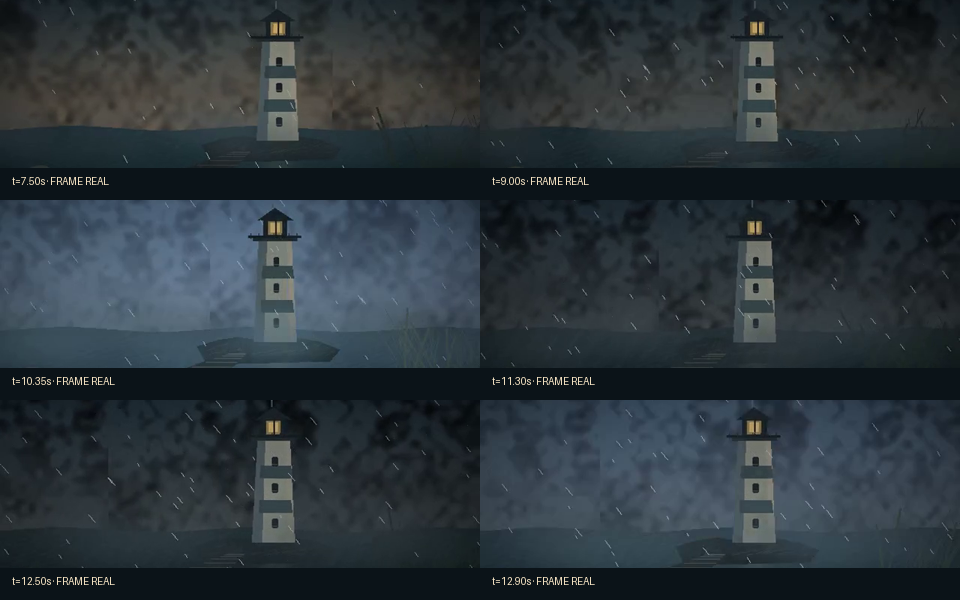 t=7.50s · FRAME REAL
t=9.00s · FRAME REAL
t=10.35s · FRAME REAL
t=11.30s · FRAME REAL
t=12.50s · FRAME REAL
t=12.90s · FRAME REAL